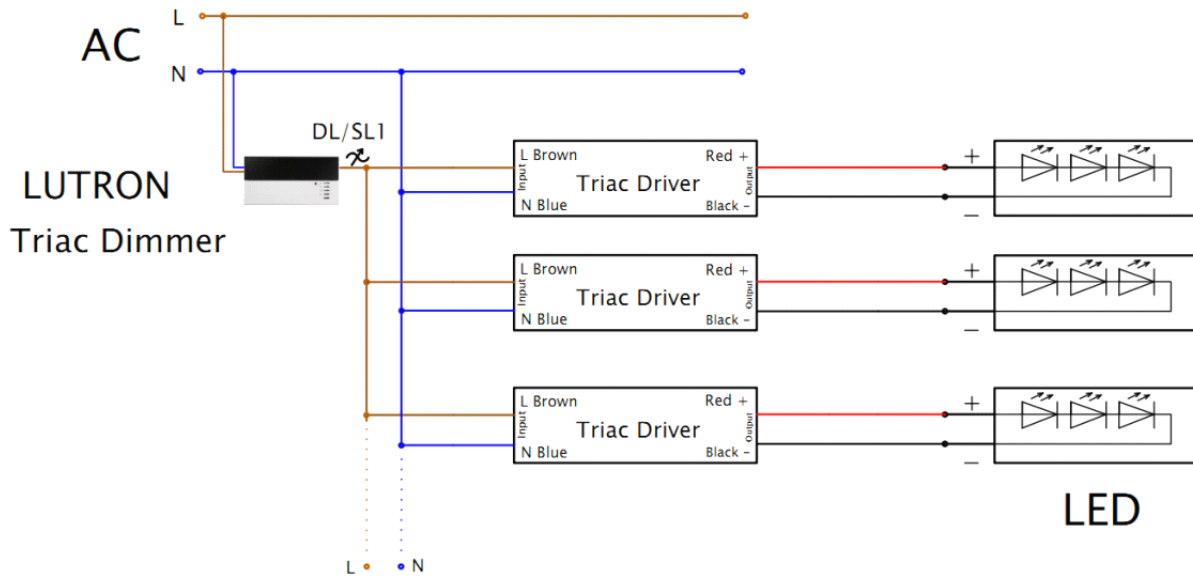 L
AC
N
DL/SL1
LUTRON
Triac Dimmer
L Brown
Red +
Input
Triac Driver
Output
N Blue
Black -
+
−
L Brown
Red +
Input
Triac Driver
Output
N Blue
Black -
+
−
L Brown
Red +
Input
Triac Driver
Output
N Blue
Black -
+
−
LED
L
N